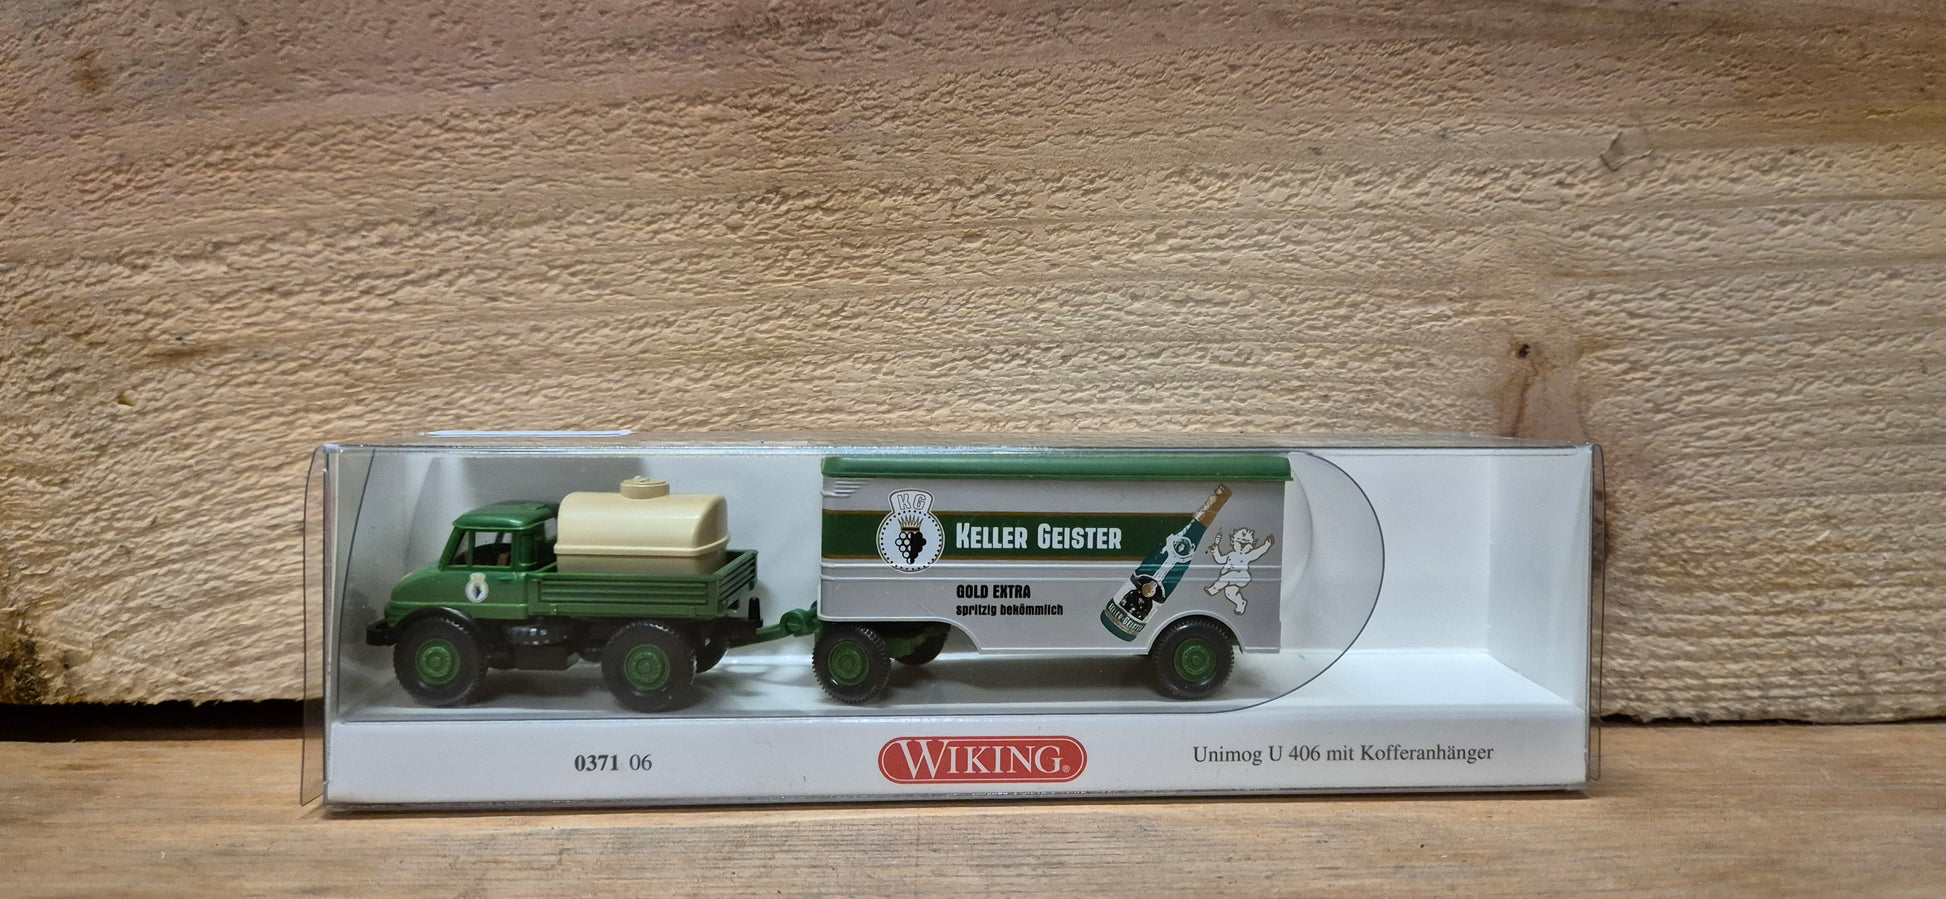 KG
KELLER GEISTER
GOLD EXTRA
spritzig bekömmlich
0371 06
WIKING®
Unimog U 406 mit Kofferanhänger